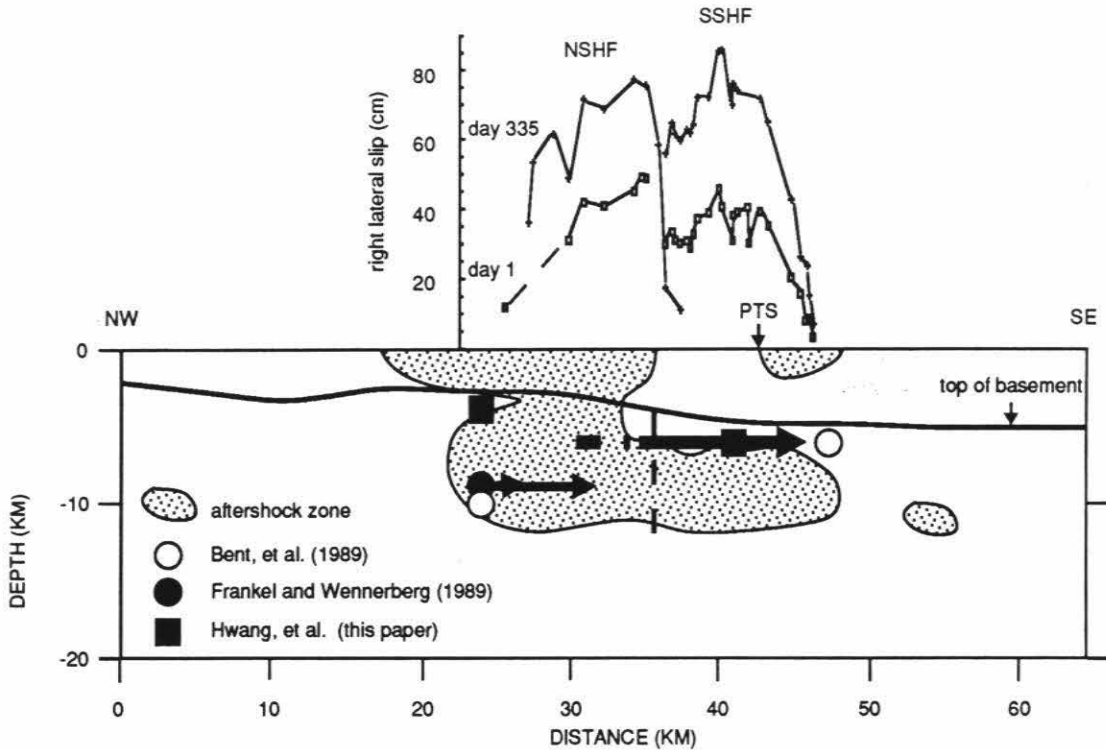 SSHF
NSHF
80
60
40
20
right lateral slip (cm)
day 335
day 1
NW
PTS
SE
0
-10
-20
DEPTH (KM)
top of basement
aftershock zone
Bent, et al. (1989)
Frankel and Wennerberg (1989)
Hwang, et al. (this paper)
0 10 20 30 40 50 60
DISTANCE (KM)